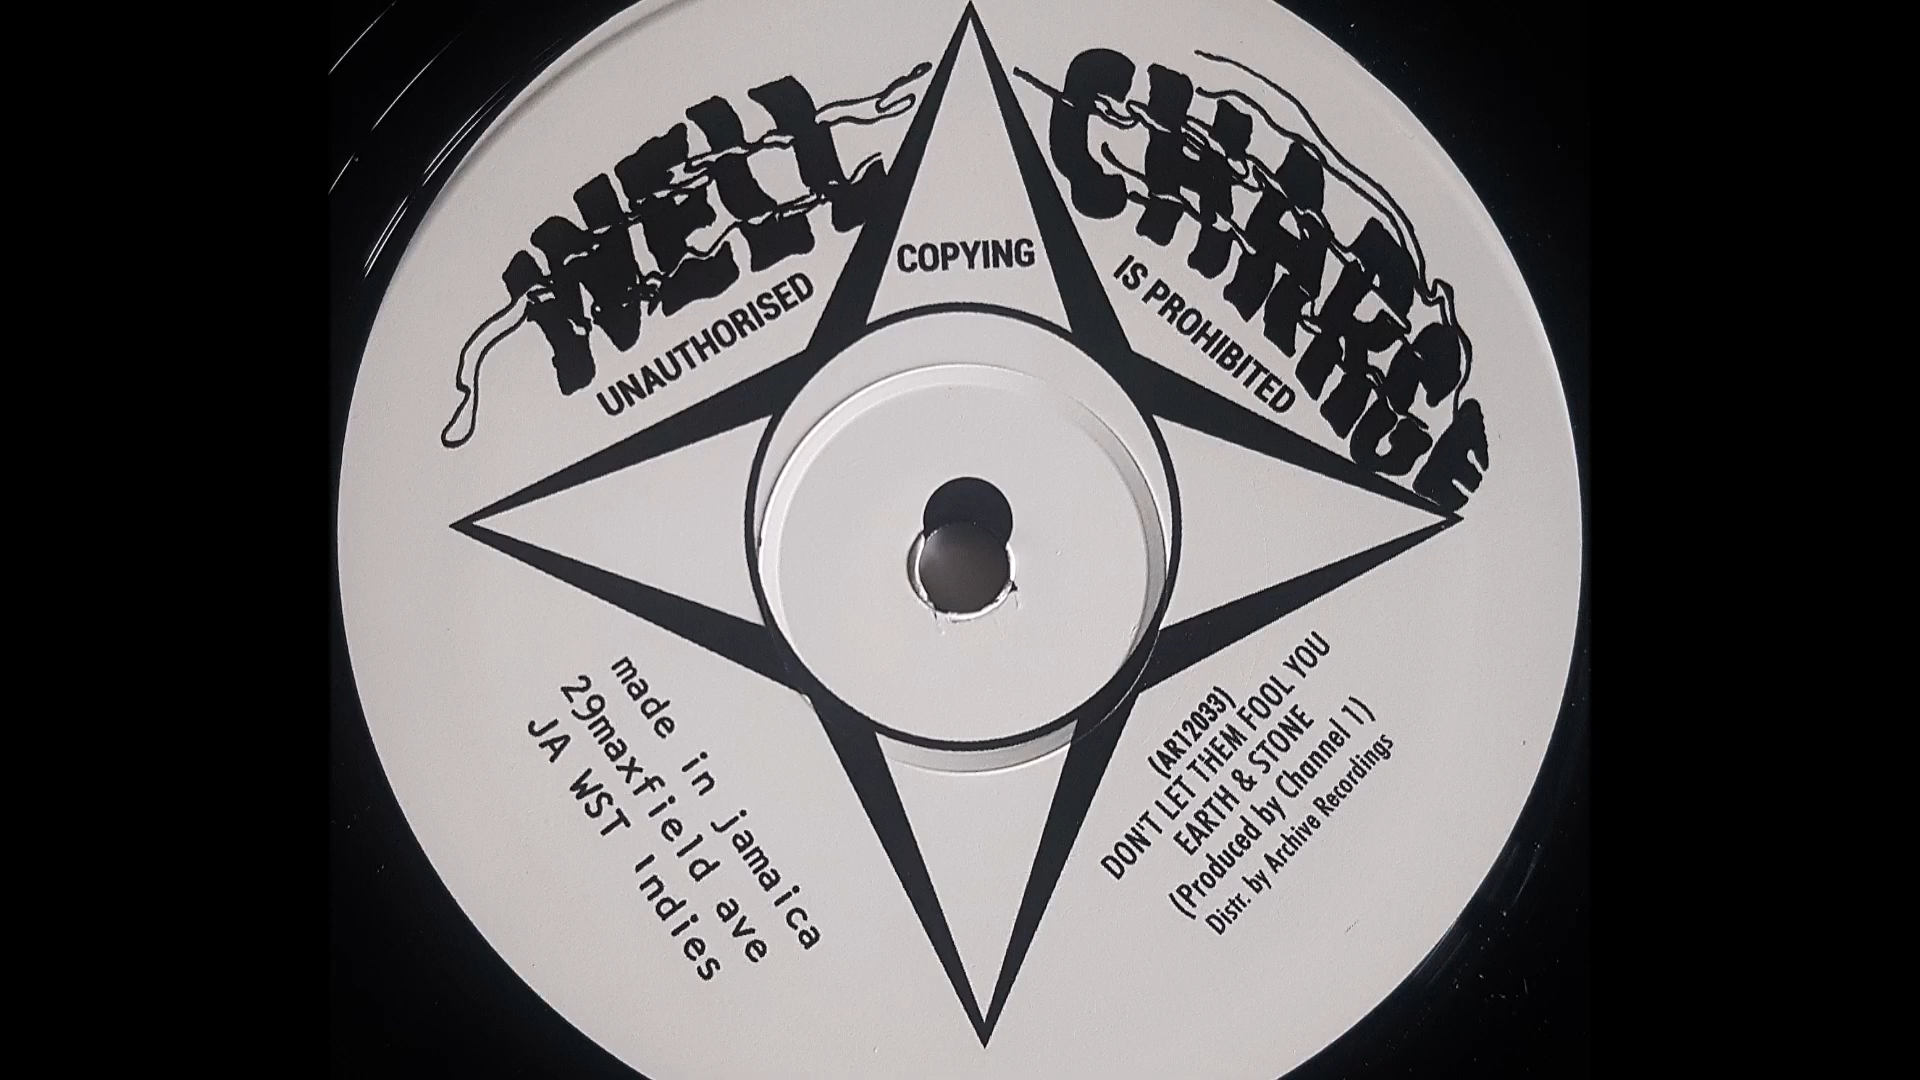 WELL CHARGE
UNAUTHORISED COPYING IS PROHIBITED
made in jamaica
29maxfield ave
JA WST Indies
(ART2033)
DON'T LET THEM FOOL YOU
EARTH & STONE
(Produced by Channel 1)
Distr. by Archive Recordings